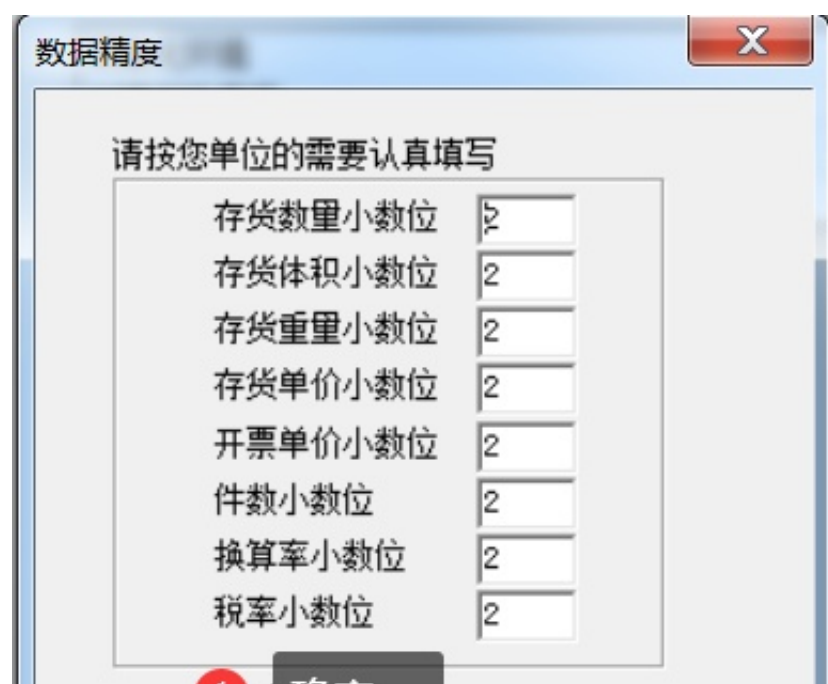 数据精度
请按您单位的需要认真填写
存货数量小数位 2
存货体积小数位 2
存货重量小数位 2
存货单价小数位 2
开票单价小数位 2
件数小数位 2
换算率小数位 2
税率小数位 2